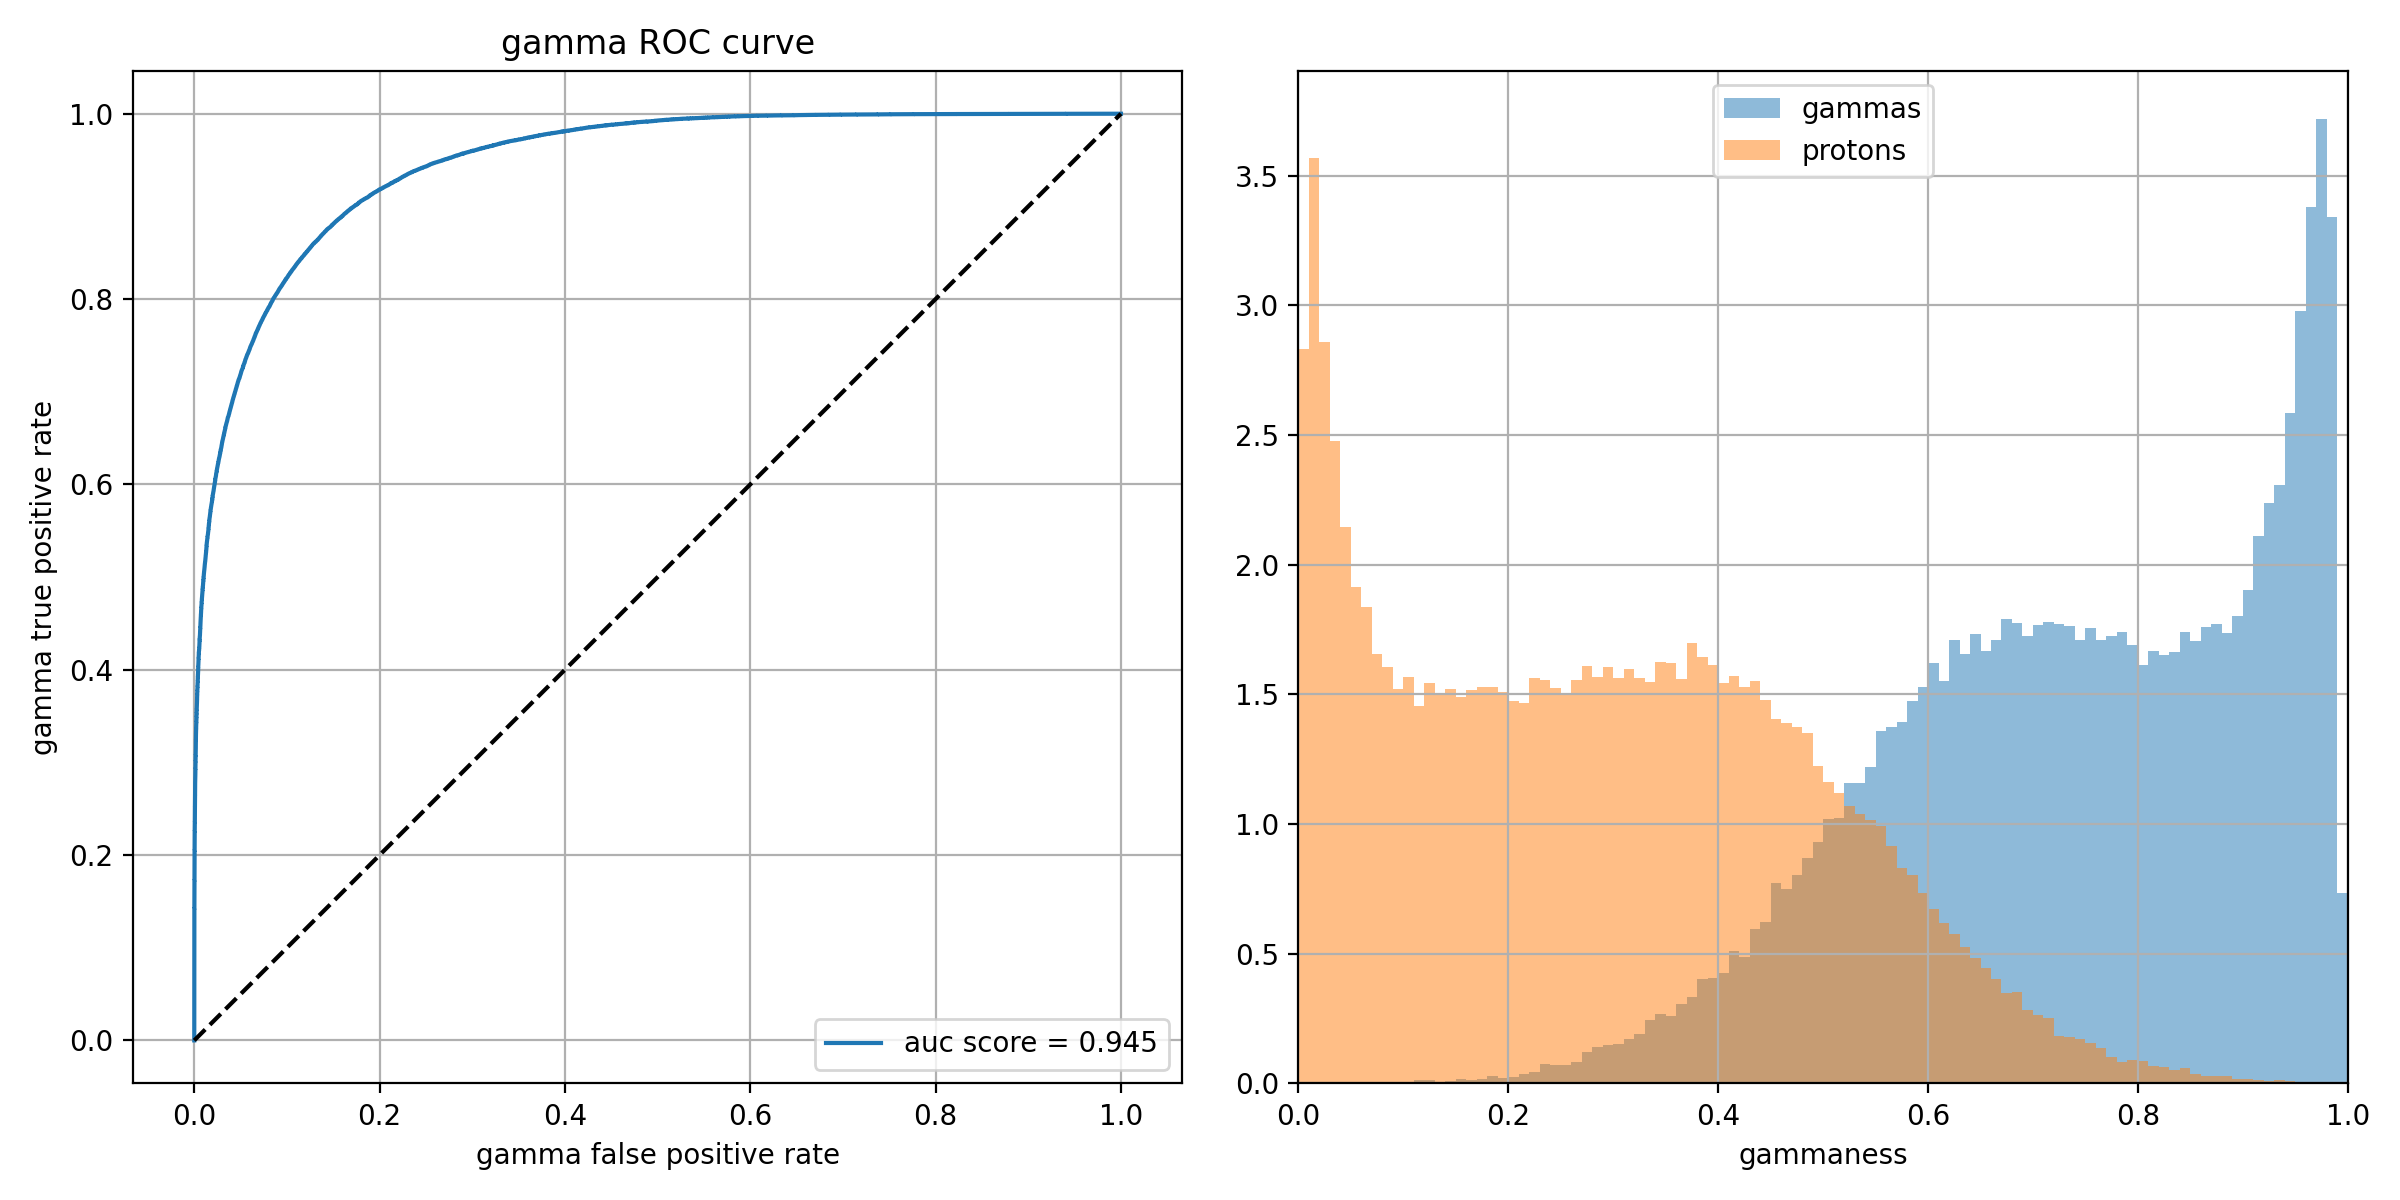 gamma ROC curve
1.0
0.8
0.6
0.4
0.2
0.0
gamma true positive rate
auc score = 0.945
0.0 0.2 0.4 0.6 0.8 1.0
gamma false positive rate
gammas
protons
3.5
3.0
2.5
2.0
1.5
1.0
0.5
0.0
0.0 0.2 0.4 0.6 0.8 1.0
gammaness